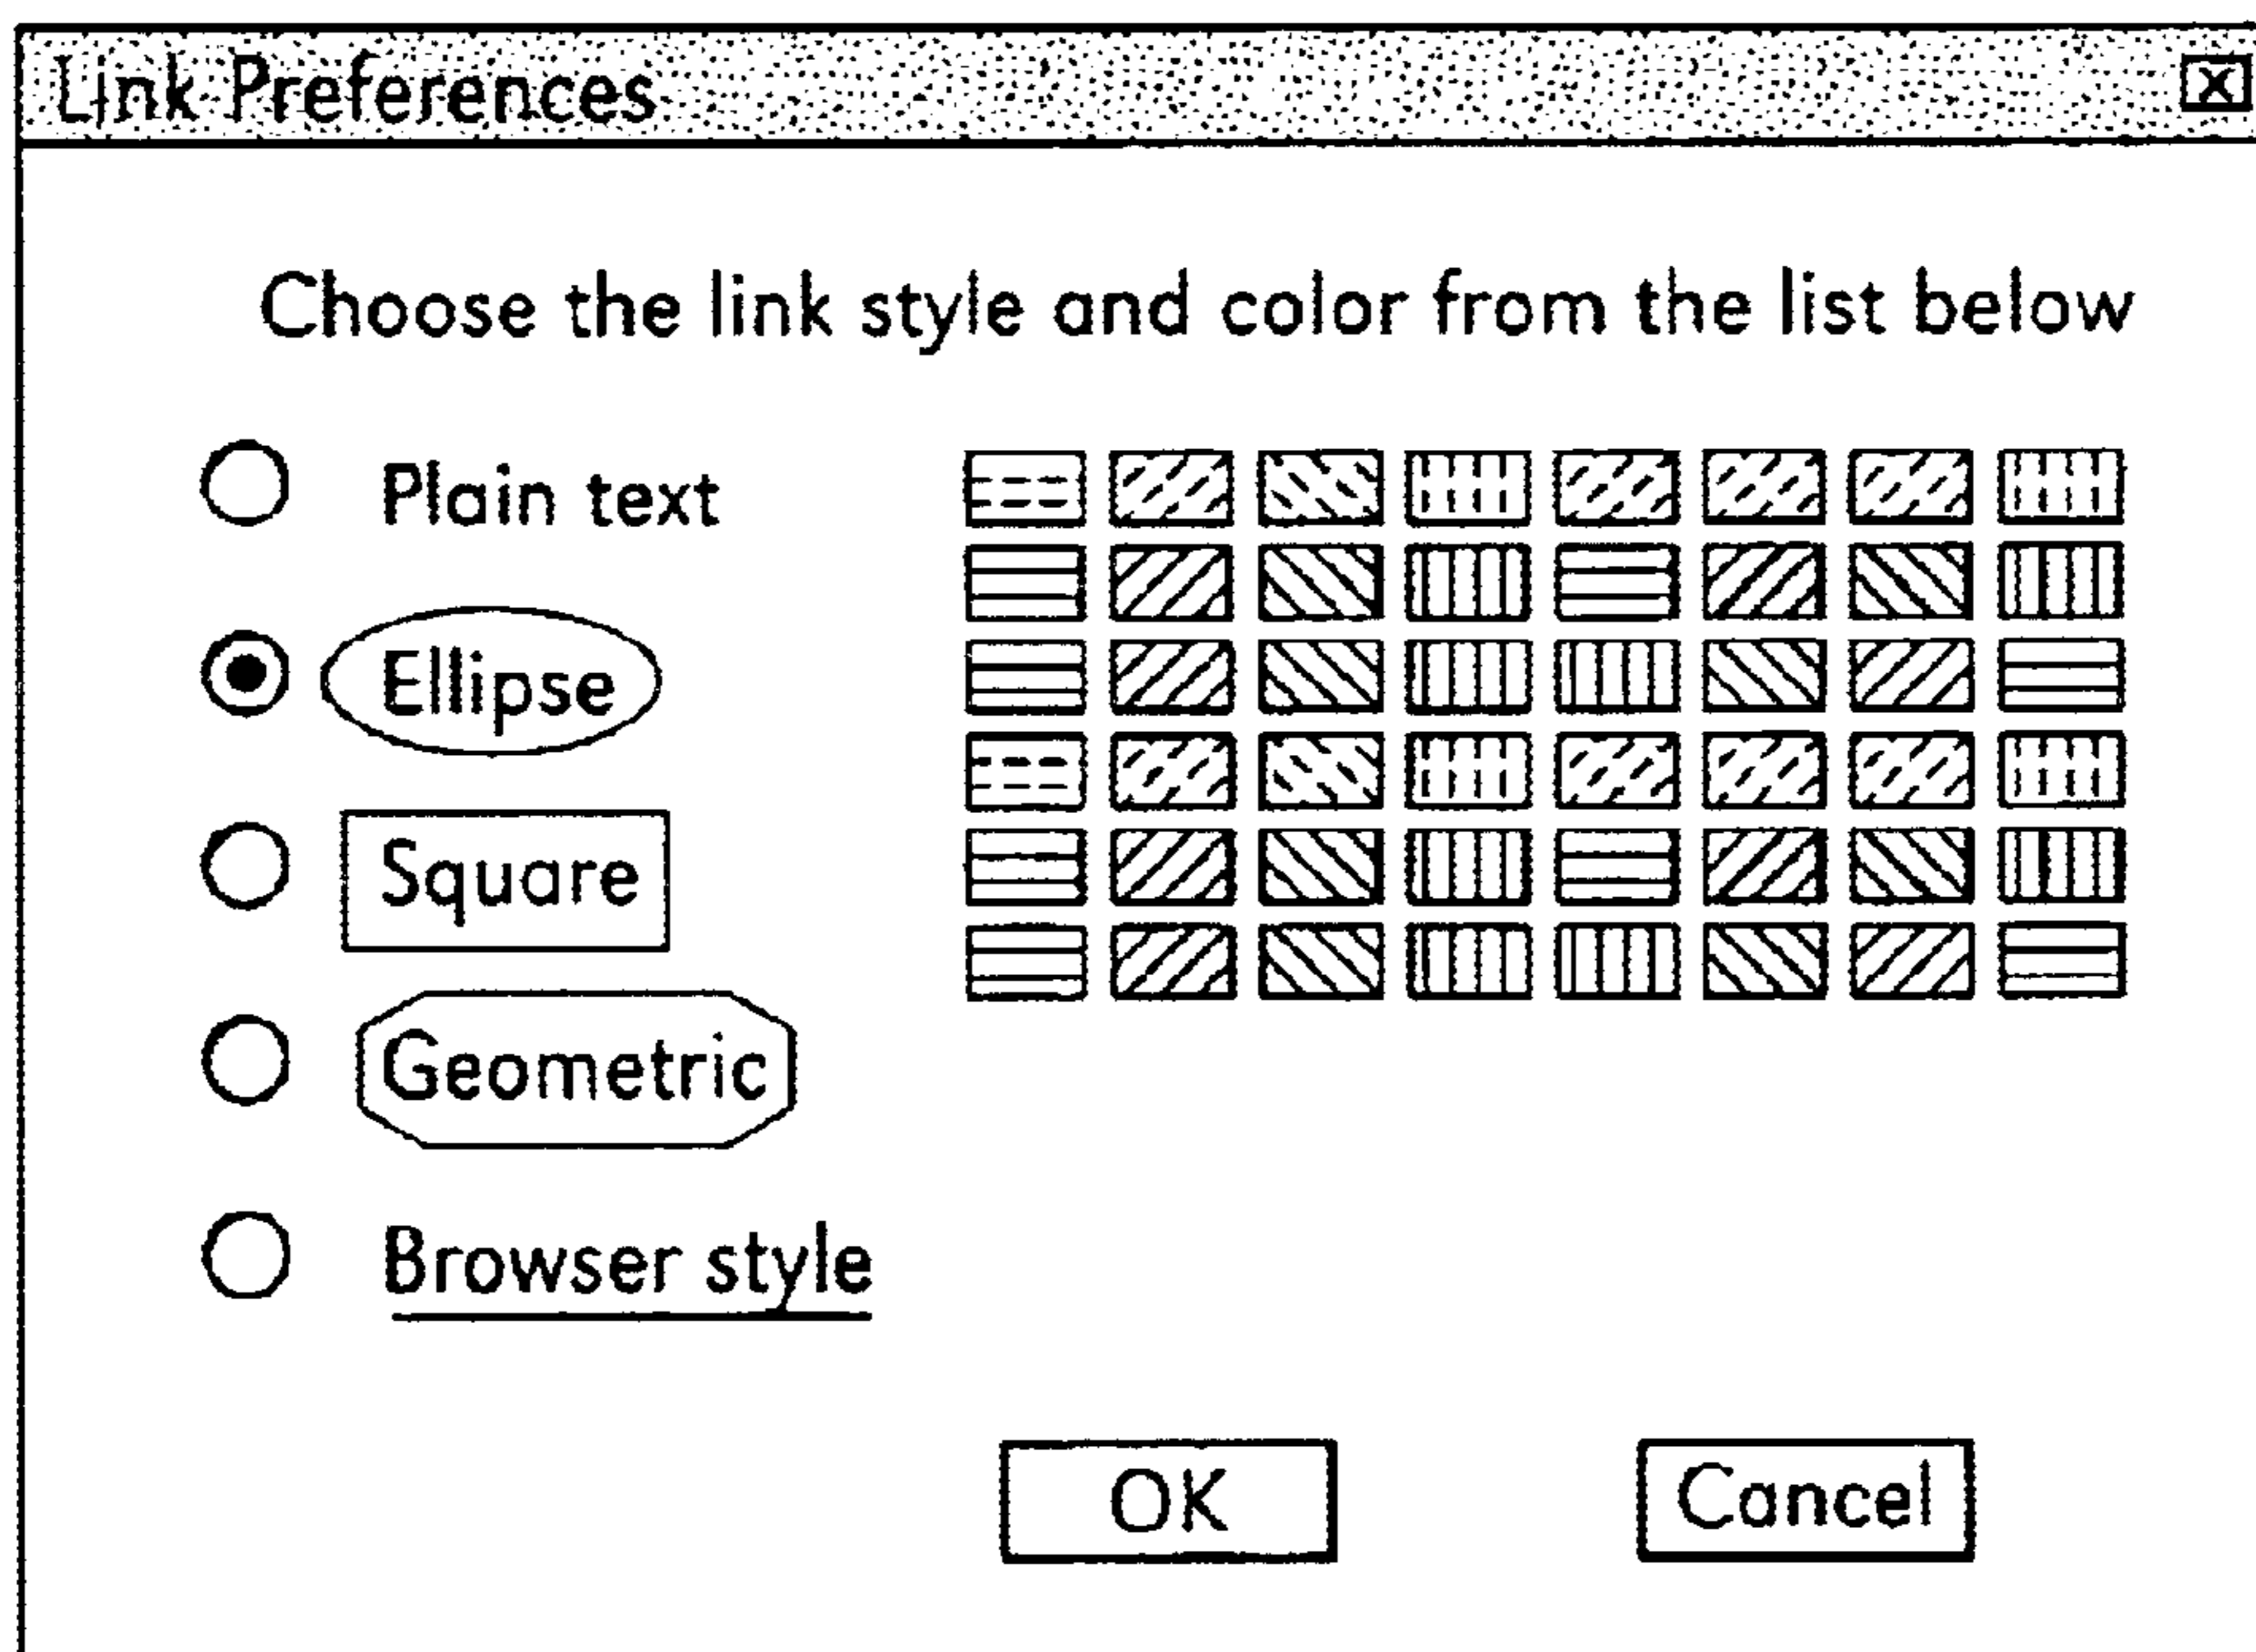 Link Preferences
Choose the link style and color from the list below
Plain text
Ellipse
Square
Geometric
Browser style
OK
Cancel